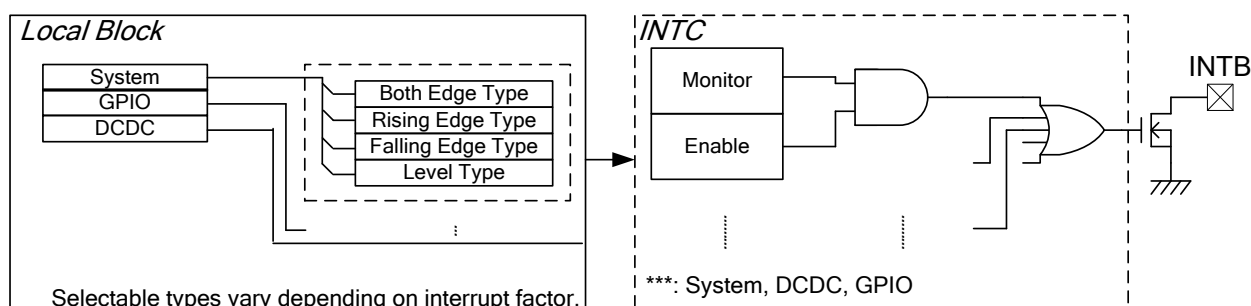 Local Block
System
GPIO
DCDC
Both Edge Type
Rising Edge Type
Falling Edge Type
Level Type
Selectable types vary depending on interrupt factor.
INTC
Monitor
Enable
***: System, DCDC, GPIO
INTB